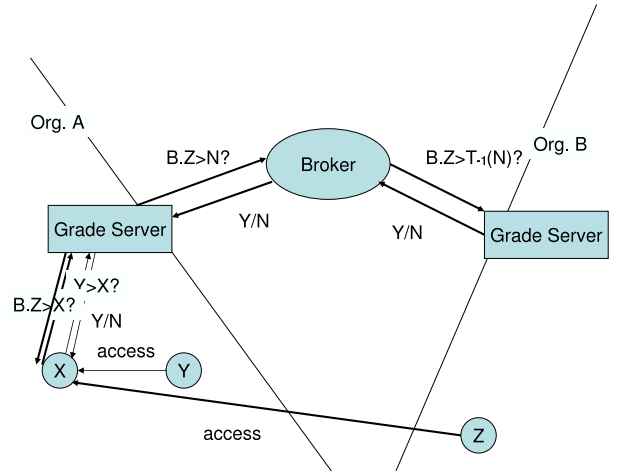 Org. A
B.Z>N?
Broker
B.Z>T-1(N)?
Org. B
Grade Server
Y/N
Y/N
Grade Server
Y>X?
B.Z>X?
Y/N
access
X
Y
access
Z